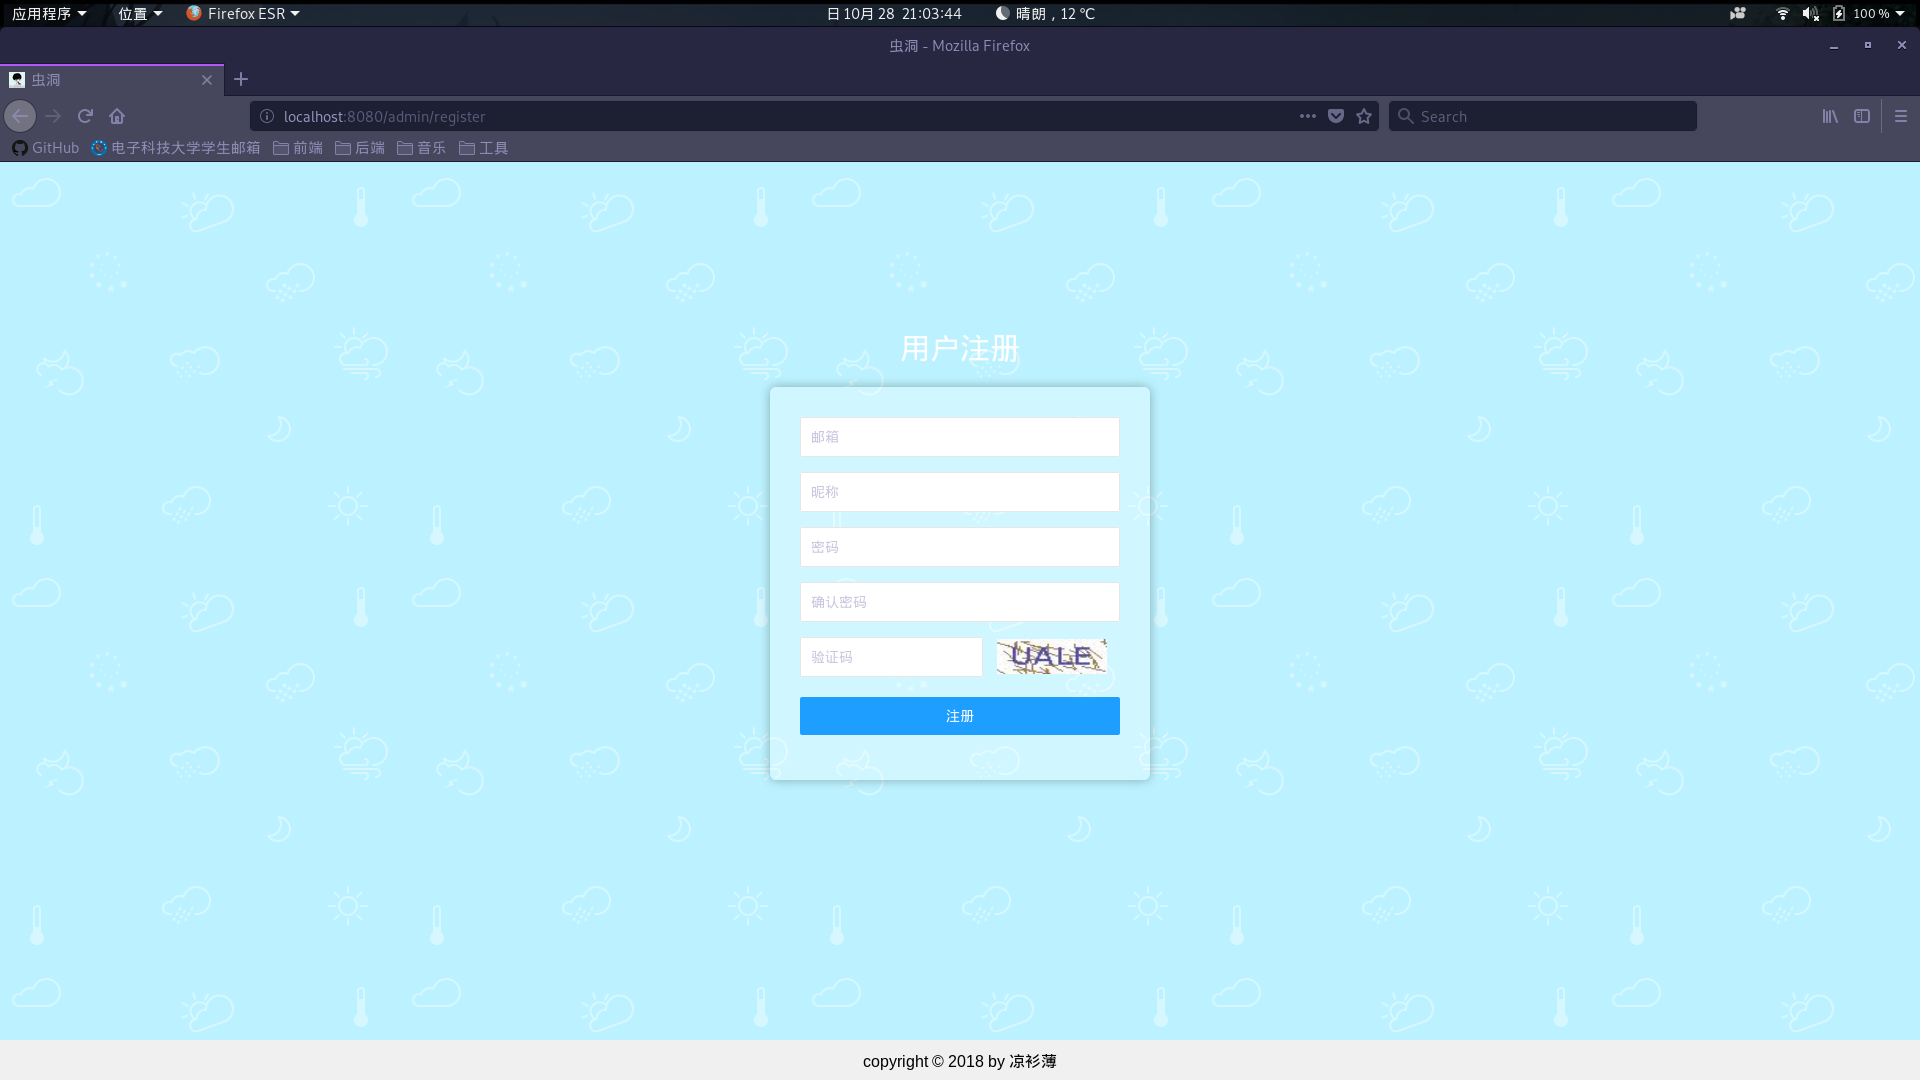 应用程序 位置 Firefox ESR 日 10月 28 21:03:44 晴朗，12 ℃ 100 %
虫洞 - Mozilla Firefox
虫洞
localhost:8080/admin/register Search
GitHub 电子科技大学学生邮箱 前端 后端 音乐 工具
用户注册
邮箱
昵称
密码
确认密码
验证码 UALE
注册
copyright © 2018 by 凉衫薄